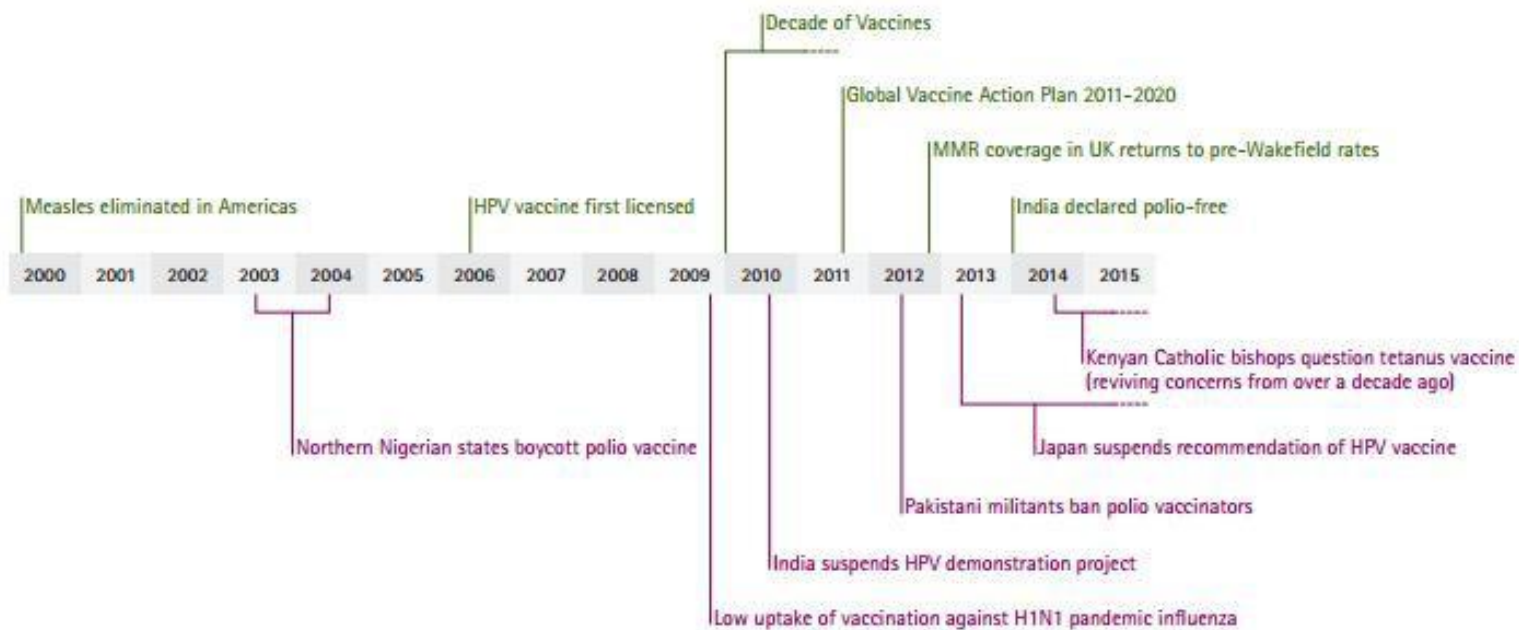 Decade of Vaccines
Global Vaccine Action Plan 2011-2020
MMR coverage in UK returns to pre-Wakefield rates
Measles eliminated in Americas
HPV vaccine first licensed
India declared polio-free
2000 2001 2002 2003 2004 2005 2006 2007 2008 2009 2010 2011 2012 2013 2014 2015
Kenyan Catholic bishops question tetanus vaccine
(reviving concerns from over a decade ago)
Northern Nigerian states boycott polio vaccine
Japan suspends recommendation of HPV vaccine
Pakistani militants ban polio vaccinators
India suspends HPV demonstration project
Low uptake of vaccination against H1N1 pandemic influenza